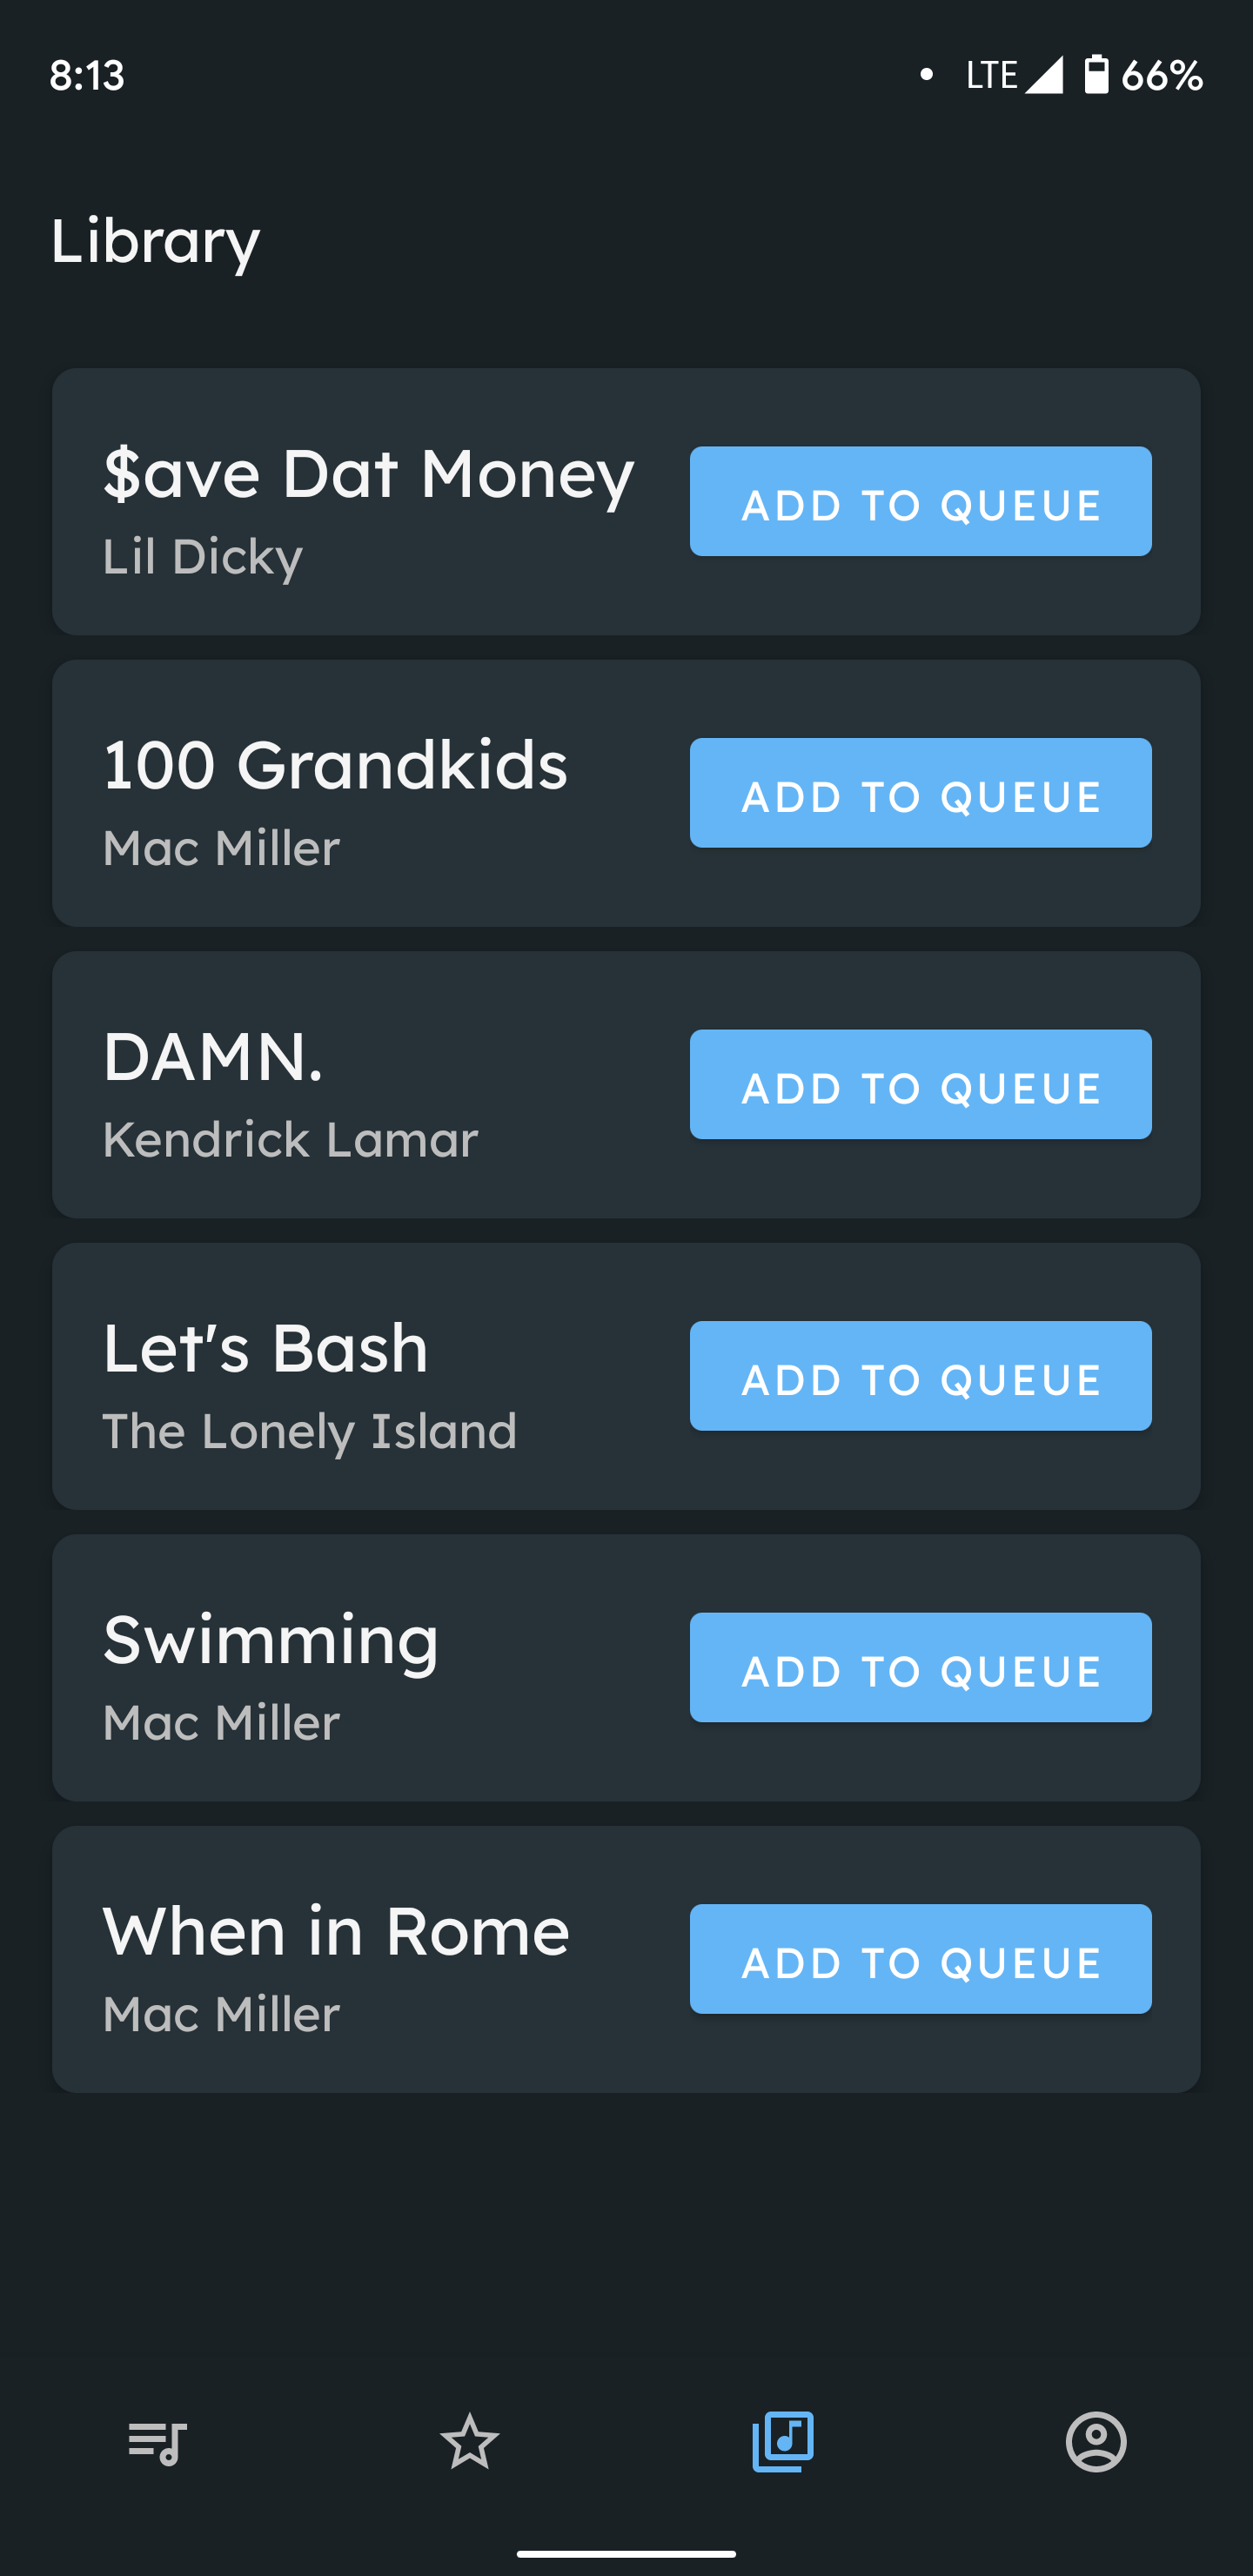 8:13 LTE 66%
Library
$ave Dat Money
Lil Dicky
ADD TO QUEUE
100 Grandkids
Mac Miller
ADD TO QUEUE
DAMN.
Kendrick Lamar
ADD TO QUEUE
Let's Bash
The Lonely Island
ADD TO QUEUE
Swimming
Mac Miller
ADD TO QUEUE
When in Rome
Mac Miller
ADD TO QUEUE